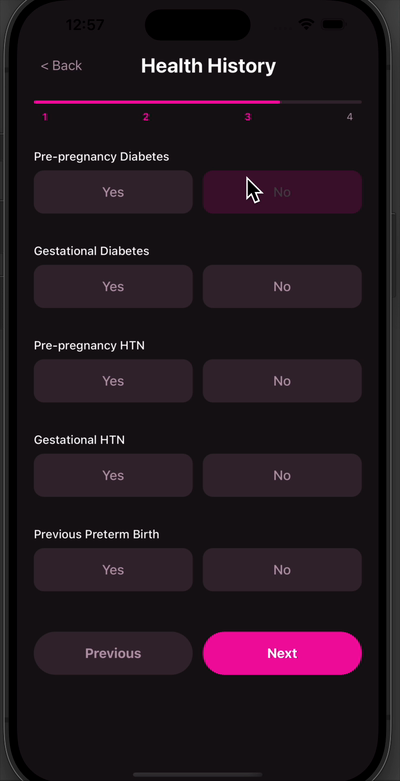 12:57
< Back
Health History
1 2 3 4
Pre-pregnancy Diabetes
Yes No
Gestational Diabetes
Yes No
Pre-pregnancy HTN
Yes No
Gestational HTN
Yes No
Previous Preterm Birth
Yes No
Previous Next